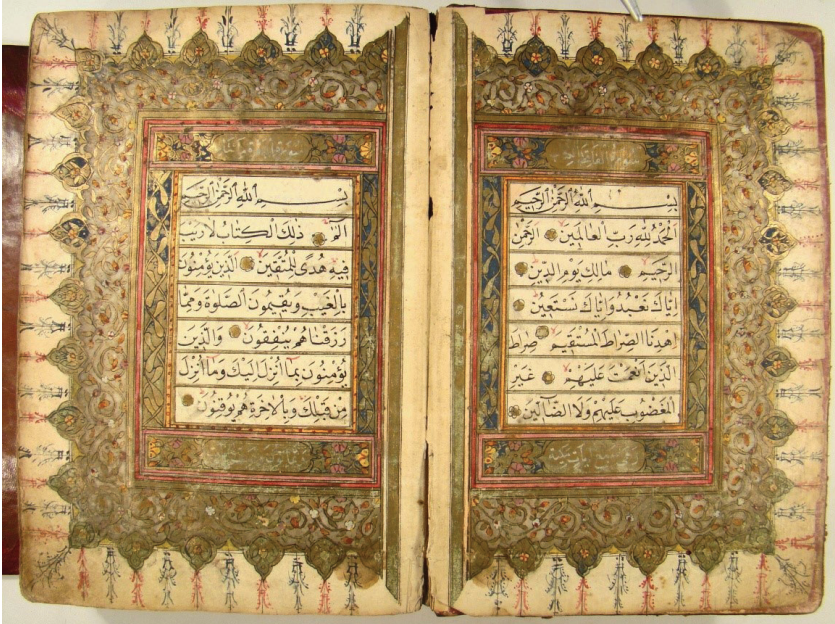 سورة الفاتحة
بسم الله الرحمن الرحيم
الحمد لله رب العالمين الرحمن
الرحيم مالك يوم الدين
اياك نعبد واياك نستعين
اهدنا الصراط المستقيم صراط
الذين انعمت عليهم غير
المغضوب عليهم ولا الضالين
بسم الله الرحمن الرحيم
الم ذلك الكتاب لا ريب
فيه هدى للمتقين الذين يؤمنون
بالغيب ويقيمون الصلوة ومما
رزقناهم ينفقون والذين
يؤمنون بما انزل اليك وما انزل
من قبلك وبالاخرة هم يوقنون